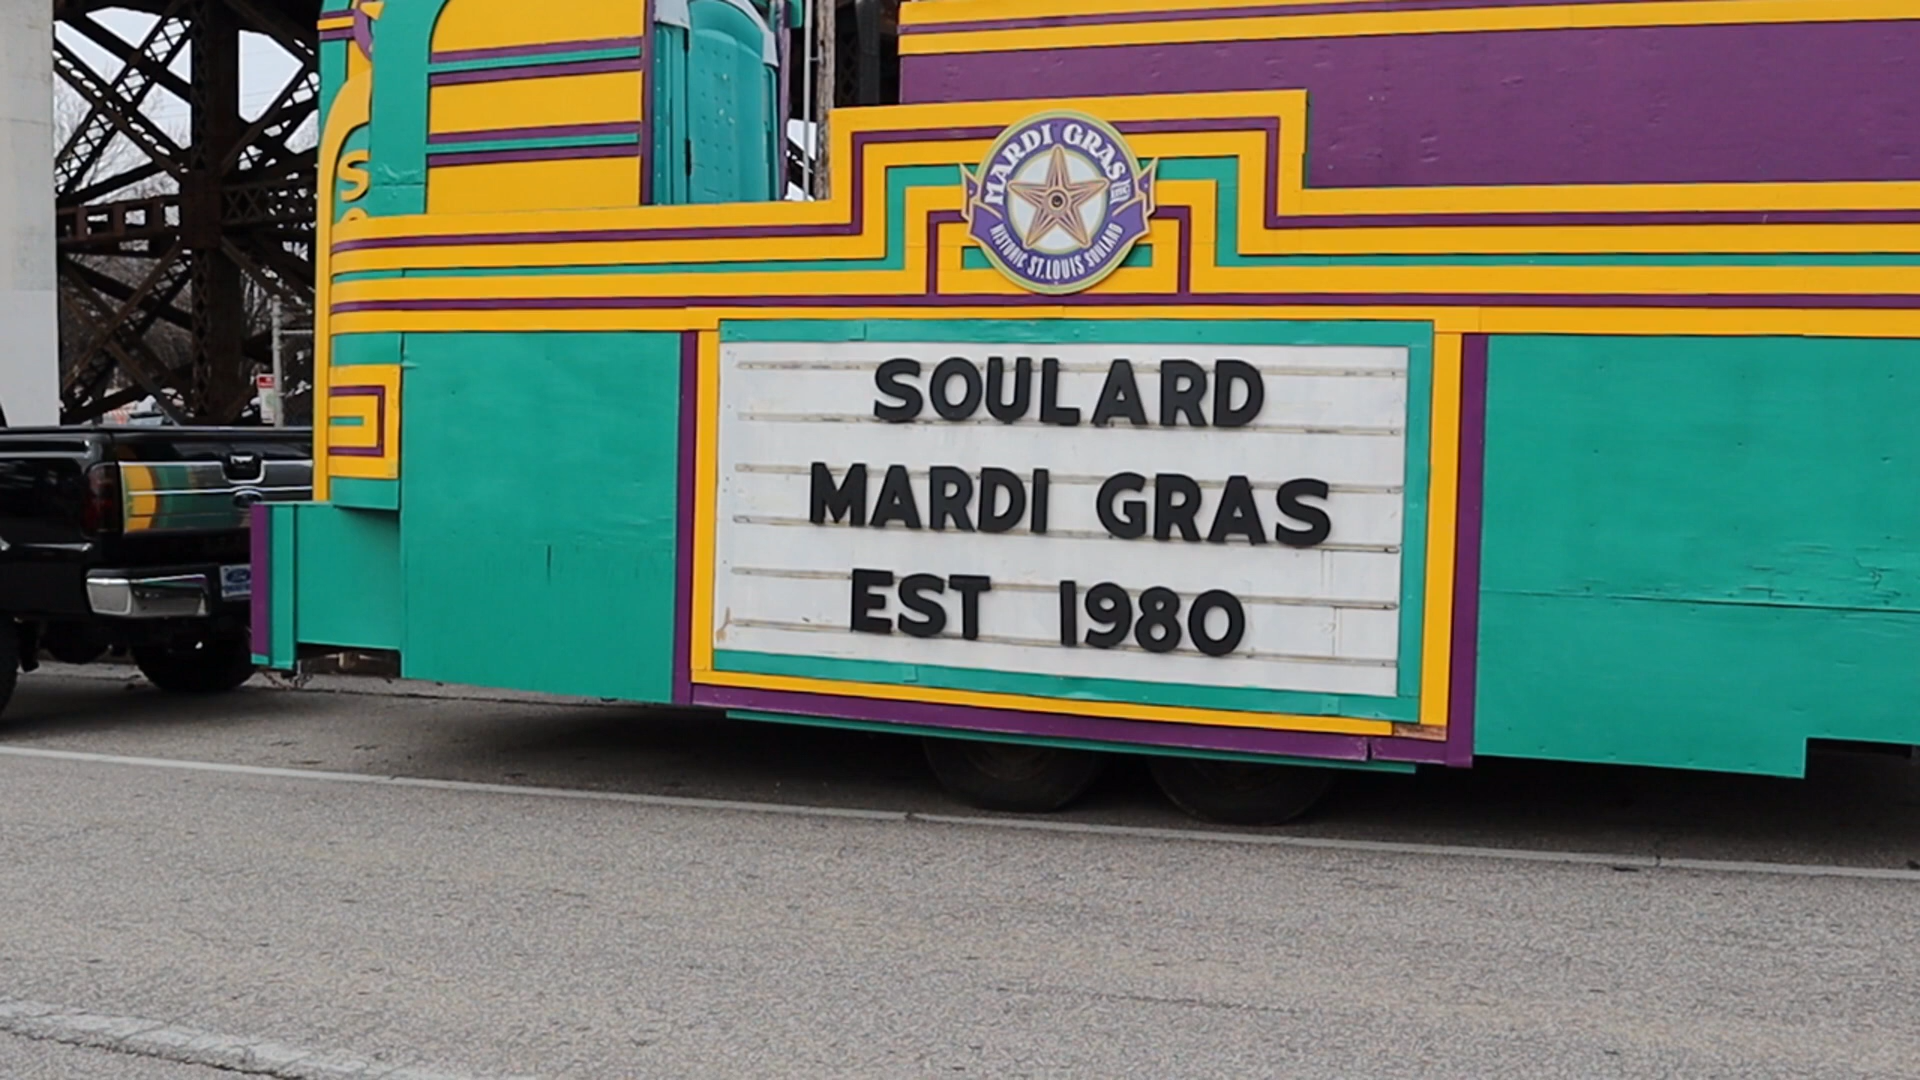 MARDI GRAS
HISTORIC ST. LOUIS SOULARD
SOULARD
MARDI GRAS
EST 1980